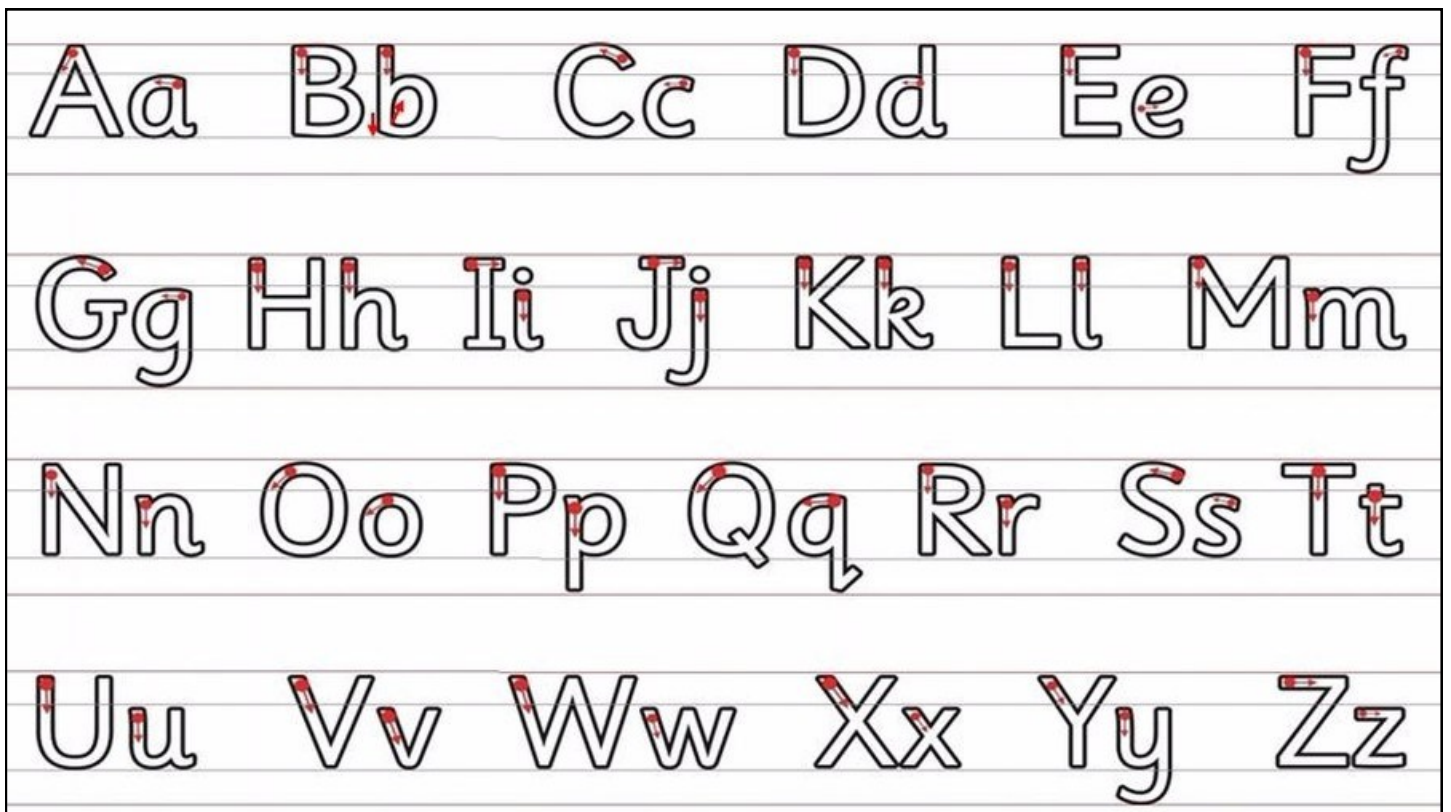 Aa Bb Cc Dd Ee Ff
Gg Hh Ii Jj Kk Ll Mm
Nn Oo Pp Qq Rr Ss Tt
Uu Vv Ww Xx Yy Zz